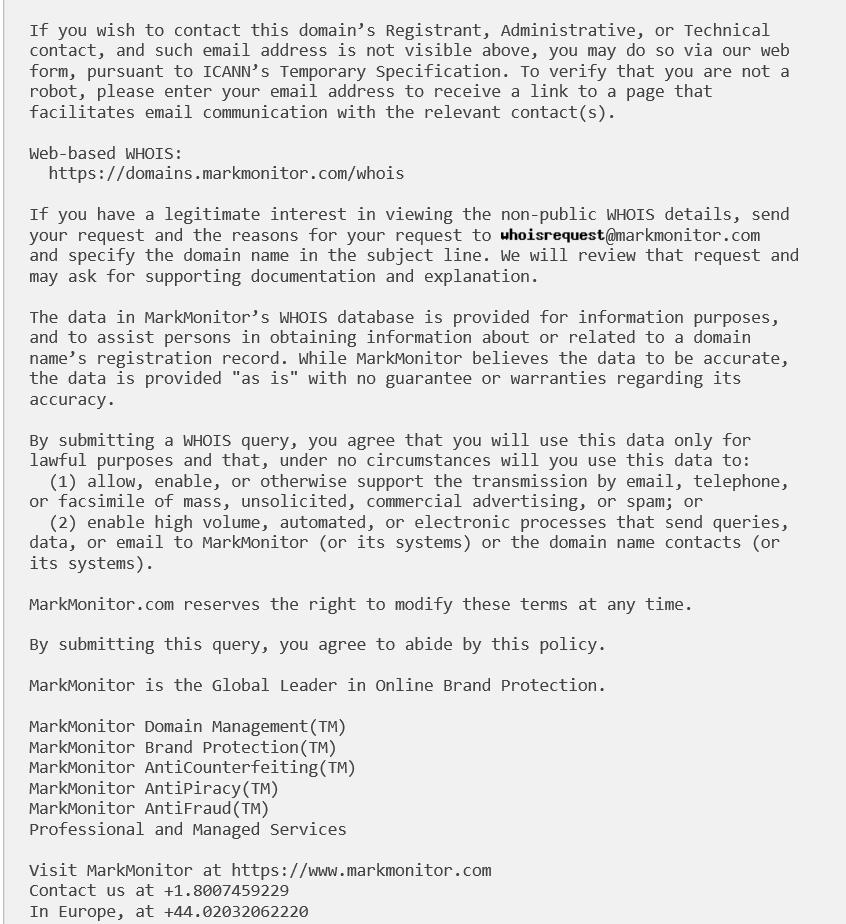 If you wish to contact this domain’s Registrant, Administrative, or Technical
contact, and such email address is not visible above, you may do so via our web
form, pursuant to ICANN’s Temporary Specification. To verify that you are not a
robot, please enter your email address to receive a link to a page that
facilitates email communication with the relevant contact(s).
Web-based WHOIS:
https://domains.markmonitor.com/whois
If you have a legitimate interest in viewing the non-public WHOIS details, send
your request and the reasons for your request to whoisrequest@markmonitor.com
and specify the domain name in the subject line. We will review that request and
may ask for supporting documentation and explanation.
The data in MarkMonitor’s WHOIS database is provided for information purposes,
and to assist persons in obtaining information about or related to a domain
name’s registration record. While MarkMonitor believes the data to be accurate,
the data is provided "as is" with no guarantee or warranties regarding its
accuracy.
By submitting a WHOIS query, you agree that you will use this data only for
lawful purposes and that, under no circumstances will you use this data to:
(1) allow, enable, or otherwise support the transmission by email, telephone,
or facsimile of mass, unsolicited, commercial advertising, or spam; or
(2) enable high volume, automated, or electronic processes that send queries,
data, or email to MarkMonitor (or its systems) or the domain name contacts (or
its systems).
MarkMonitor.com reserves the right to modify these terms at any time.
By submitting this query, you agree to abide by this policy.
MarkMonitor is the Global Leader in Online Brand Protection.
MarkMonitor Domain Management(TM)
MarkMonitor Brand Protection(TM)
MarkMonitor AntiCounterfeiting(TM)
MarkMonitor AntiPiracy(TM)
MarkMonitor AntiFraud(TM)
Professional and Managed Services
Visit MarkMonitor at https://www.markmonitor.com
Contact us at +1.8007459229
In Europe, at +44.02032062220